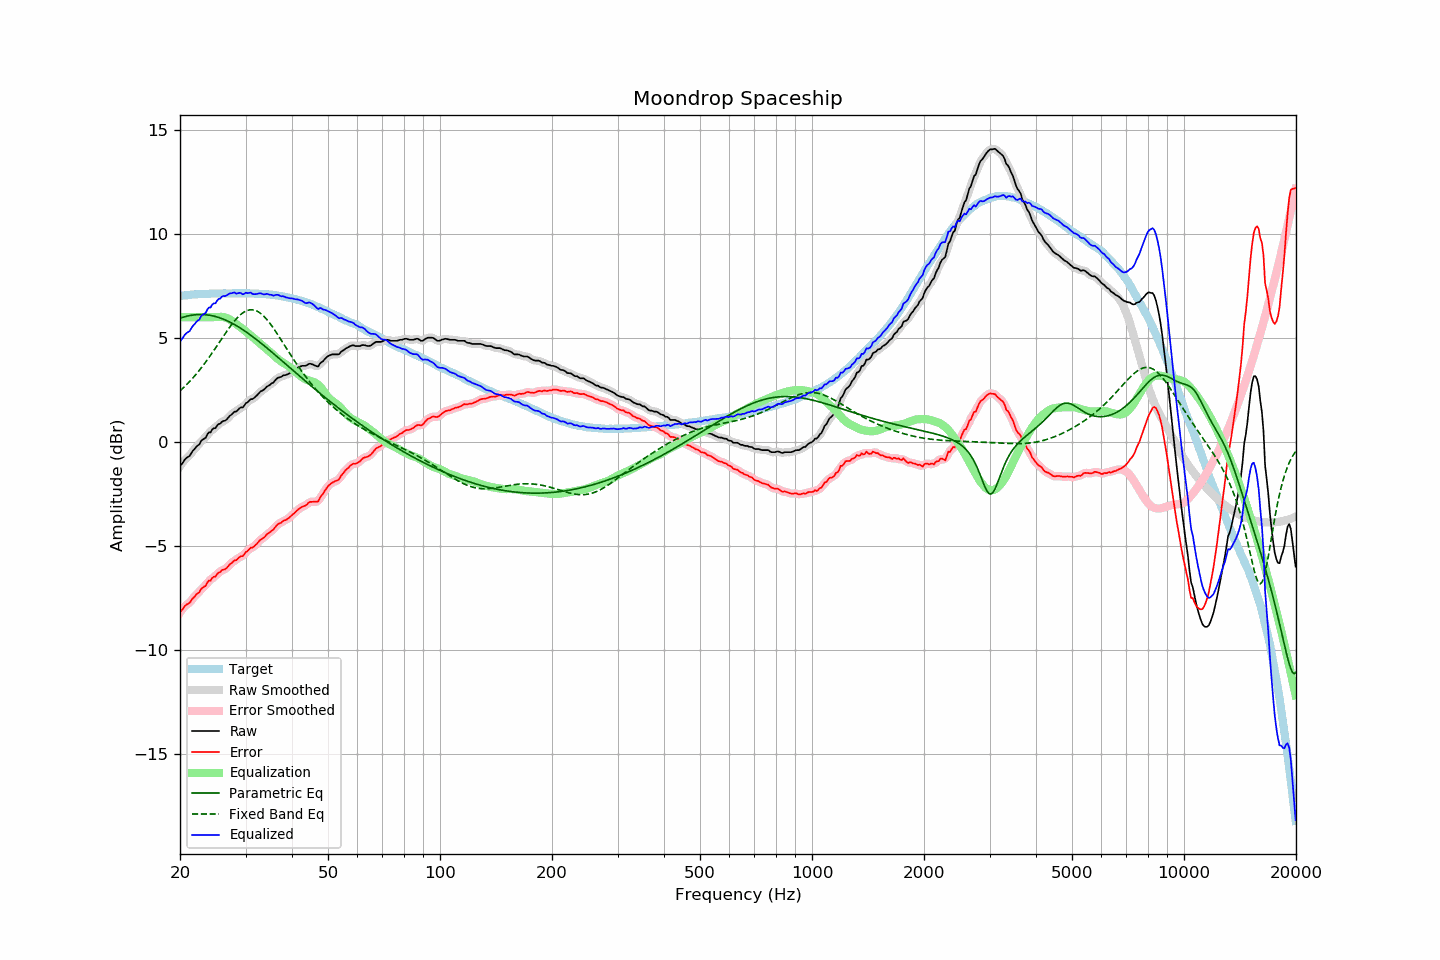 Moondrop Spaceship
15
10
5
0
−5
−10
−15
Amplitude (dBr)
Target
Raw Smoothed
Error Smoothed
Raw
Error
Equalization
Parametric Eq
Fixed Band Eq
Equalized
20 50 100 200 500 1000 2000 5000 10000 20000
Frequency (Hz)